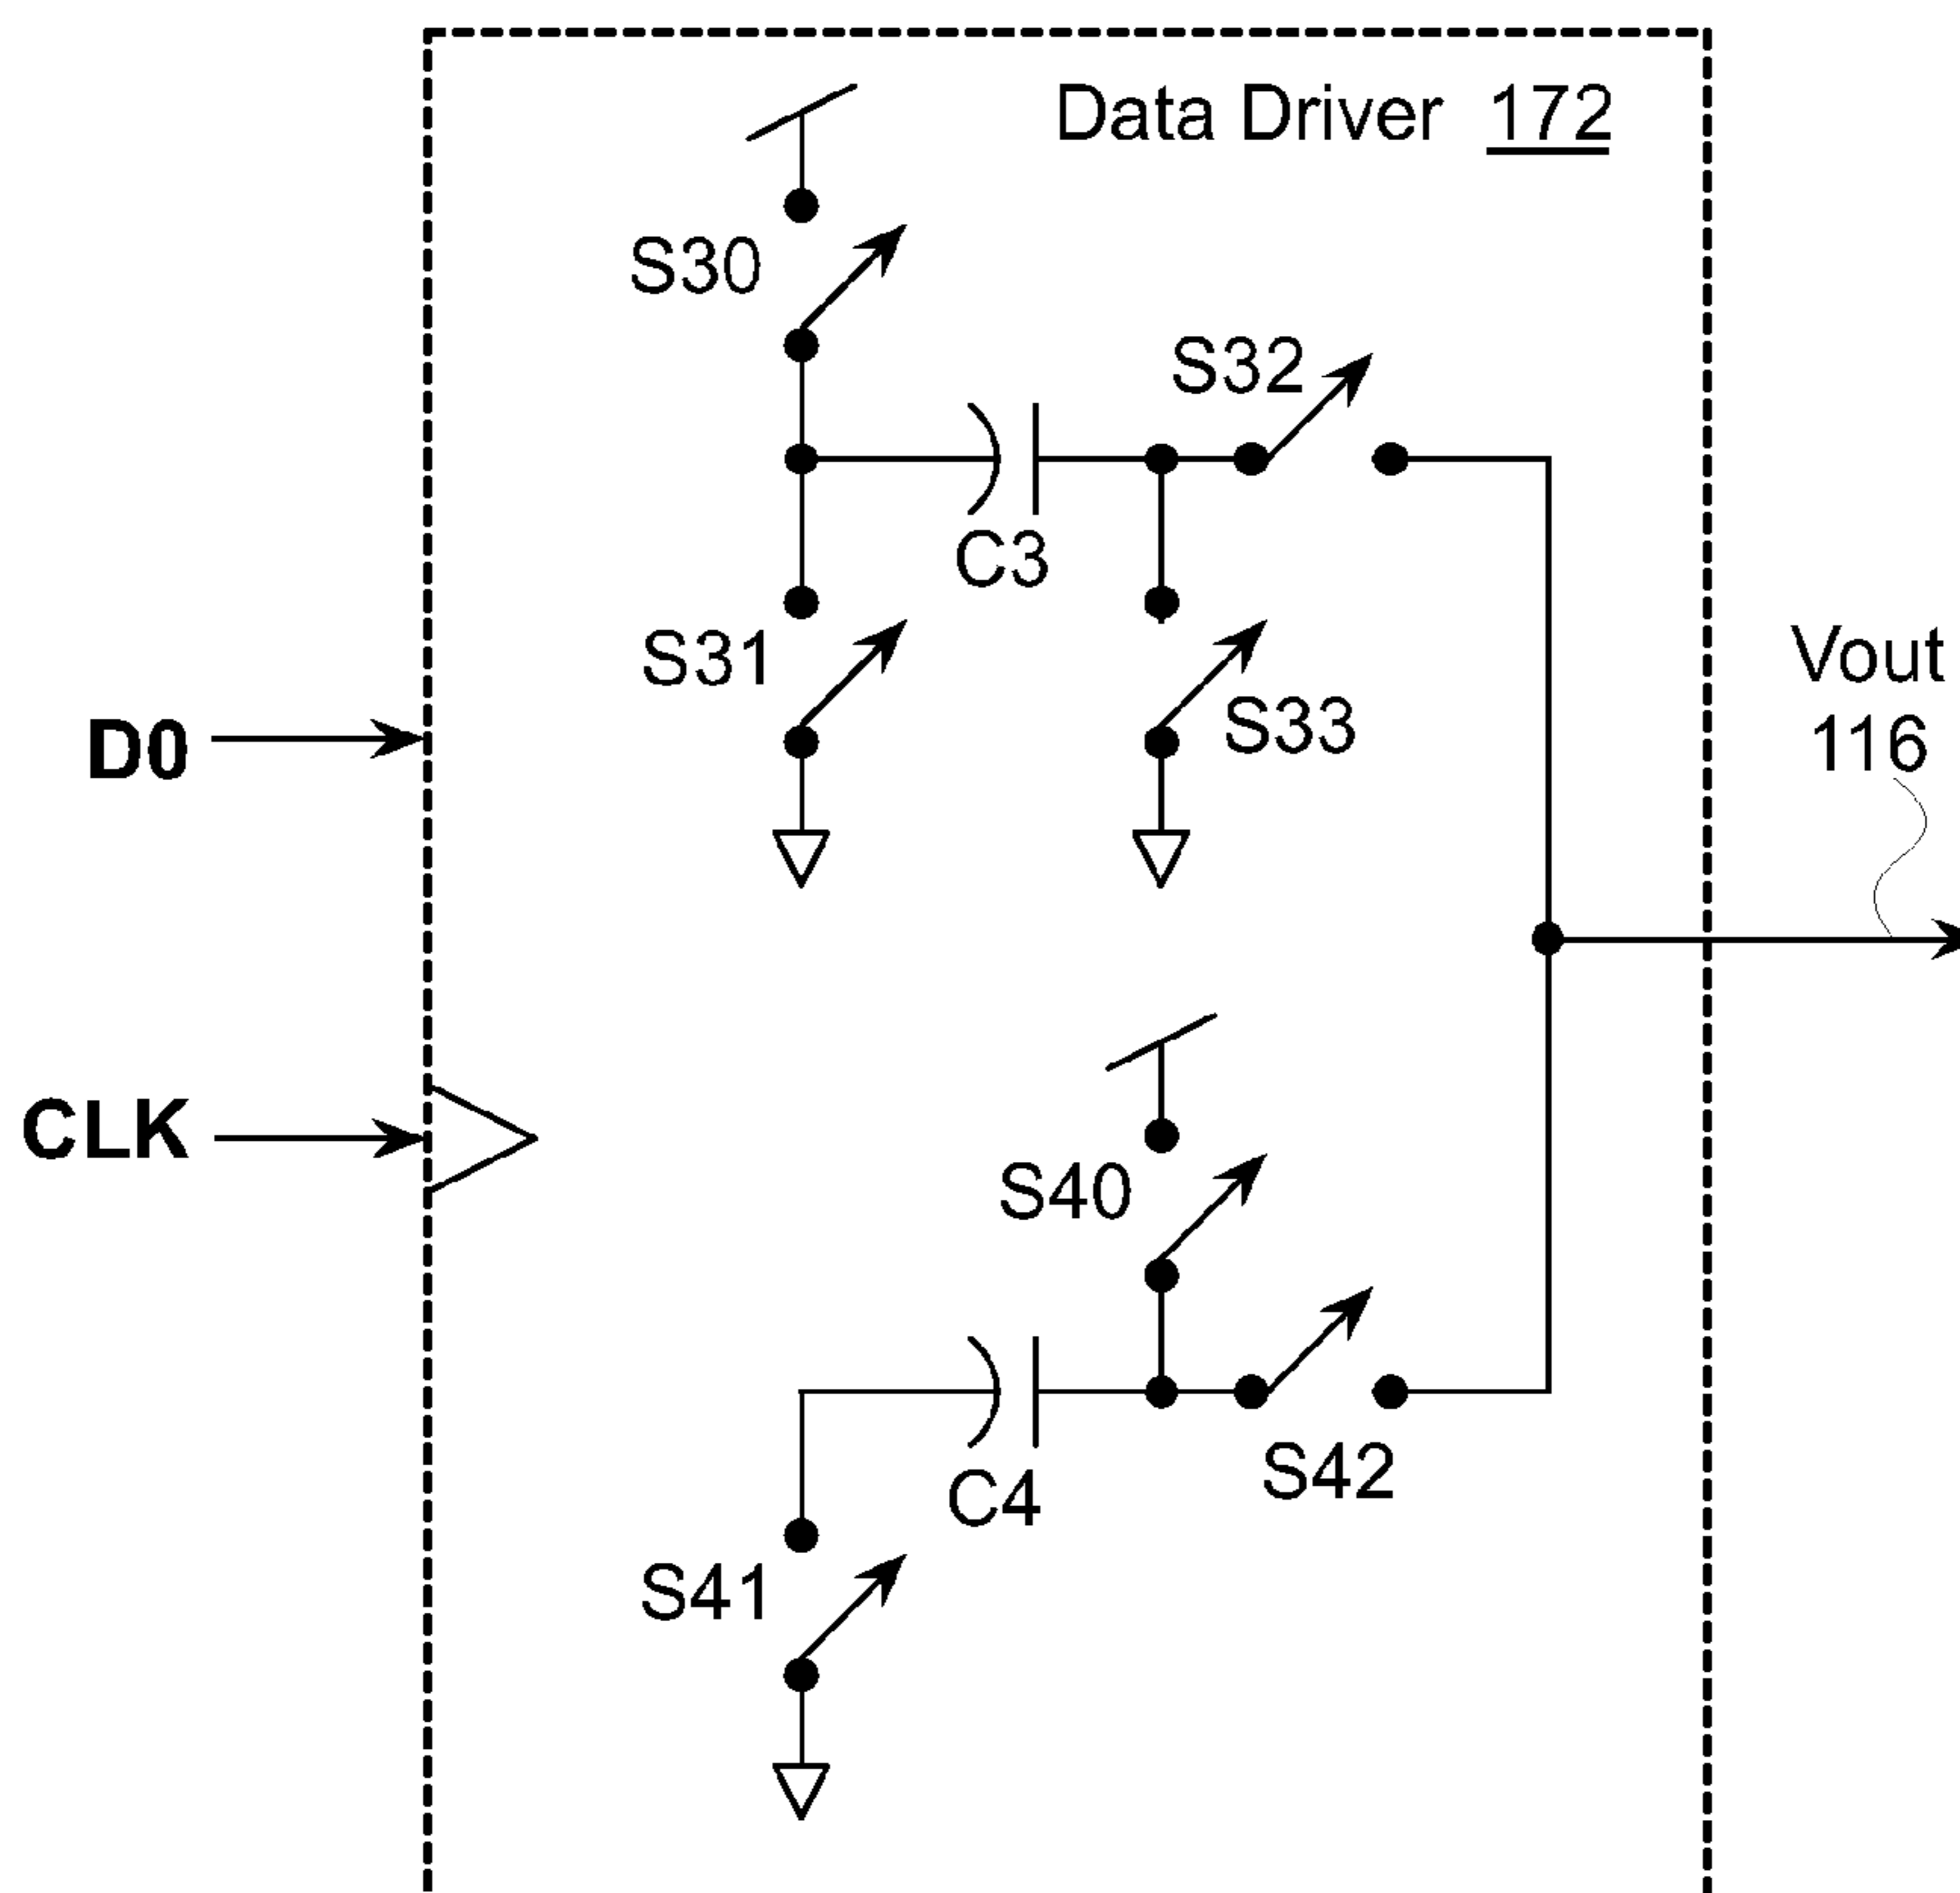 Data Driver 172
S30
S32
C3
S31
S33
Vout
116
D0
CLK
S40
S42
C4
S41